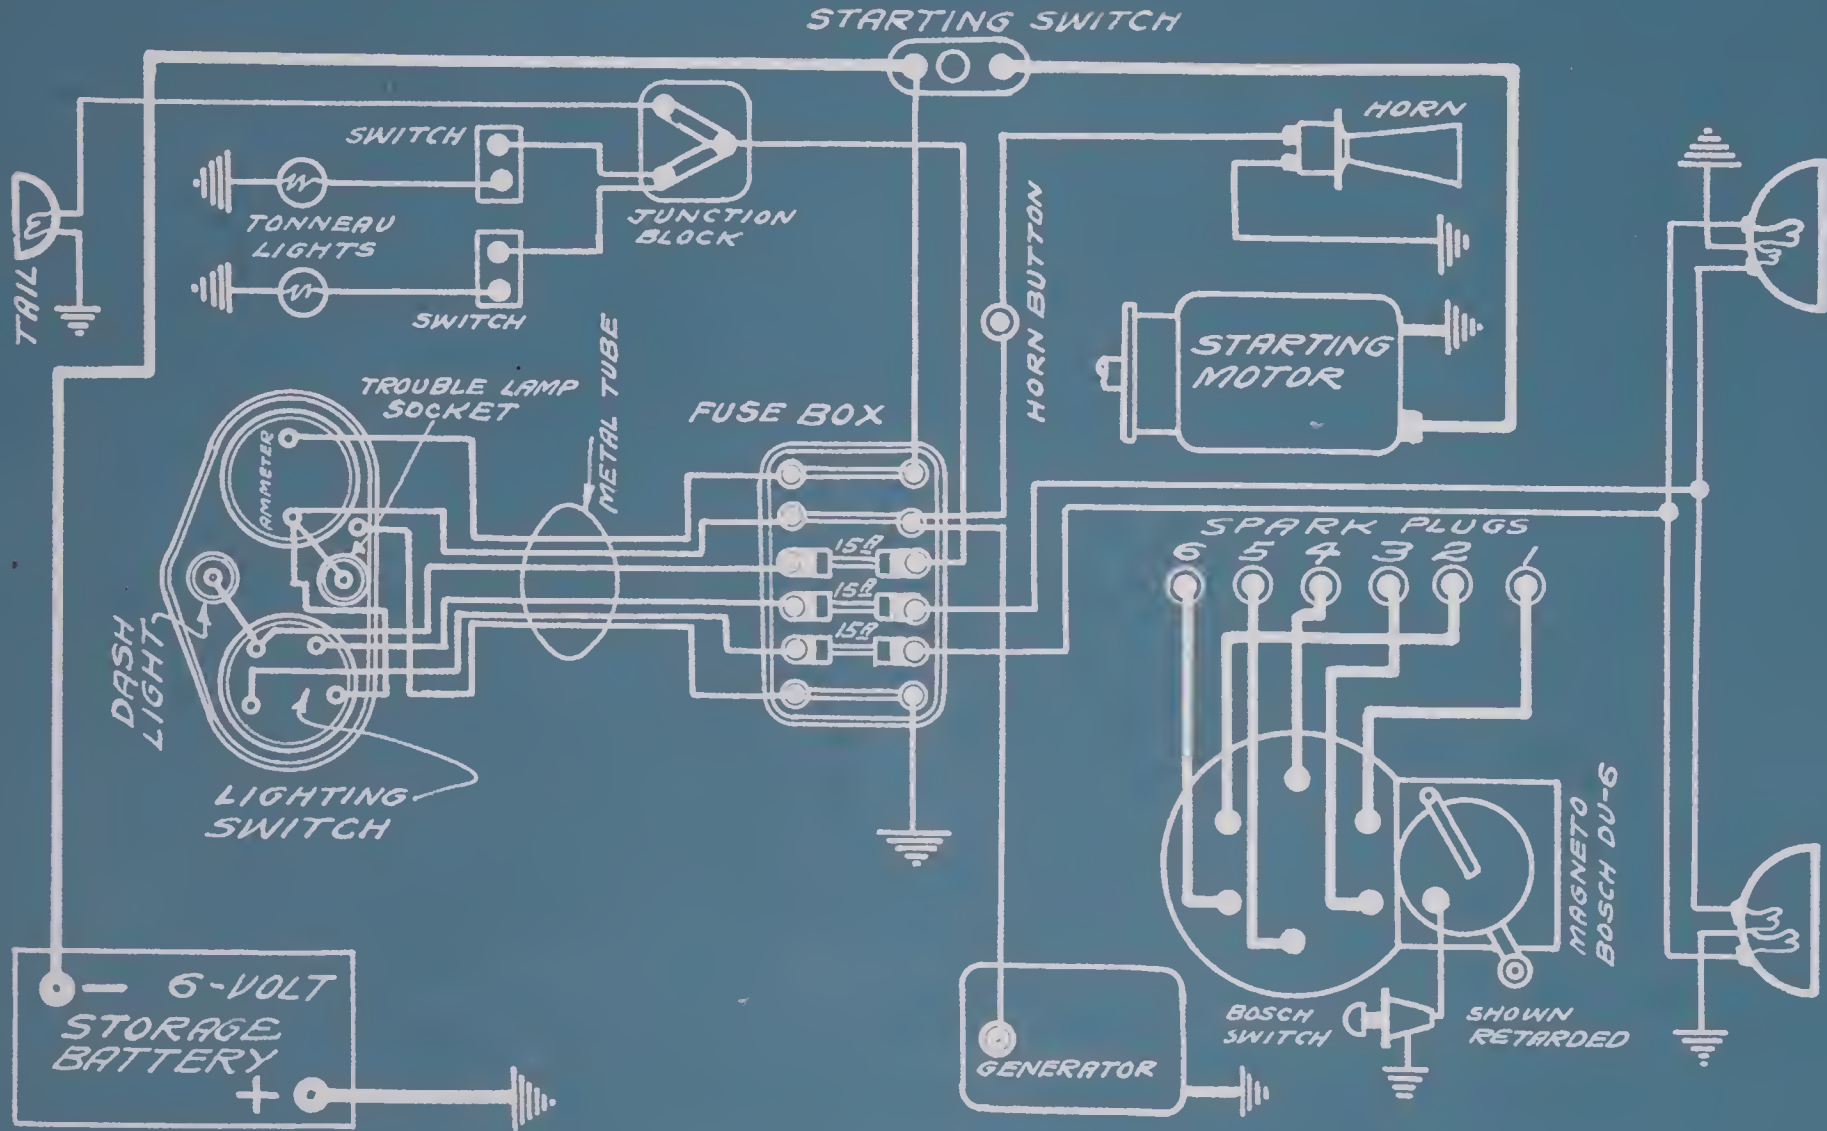 STARTING SWITCH
HORN
SWITCH
TONNEAU
LIGHTS
JUNCTION
BLOCK
SWITCH
TAIL
HORN BUTTON
STARTING
MOTOR
TROUBLE LAMP
SOCKET
METAL TUBE
FUSE BOX
AMMETER
15A
15A
15A
SPARK PLUGS
6 5 4 3 2 1
DASH
LIGHT
LIGHTING
SWITCH
MAGNETO
BOSCH DU-6
- 6-VOLT
STORAGE
BATTERY
+
GENERATOR
BOSCH
SWITCH
SHOWN
RETARDED